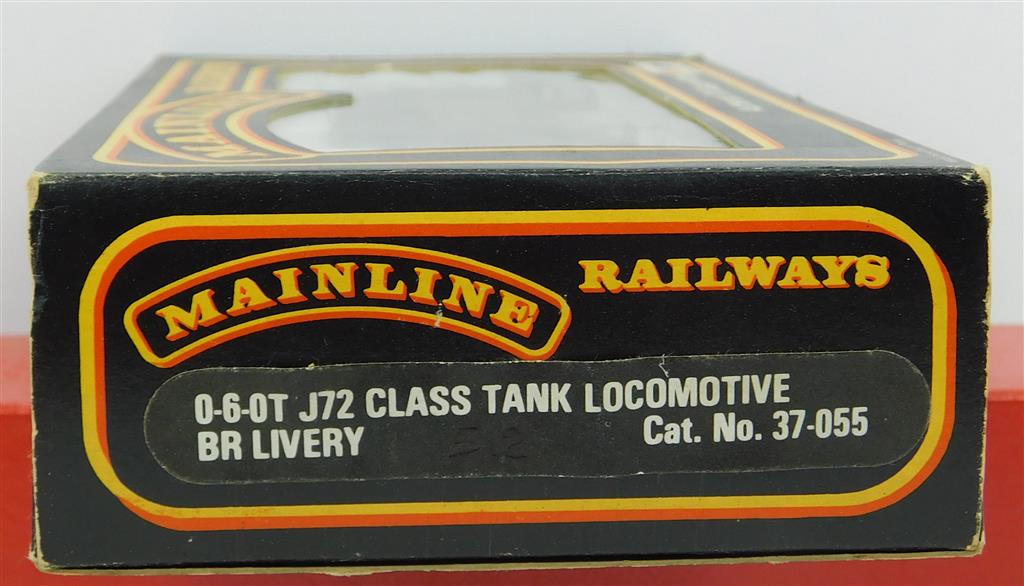 MAINLINE
RAILWAYS
0-6-0T J72 CLASS TANK LOCOMOTIVE
BR LIVERY
Cat. No. 37-055